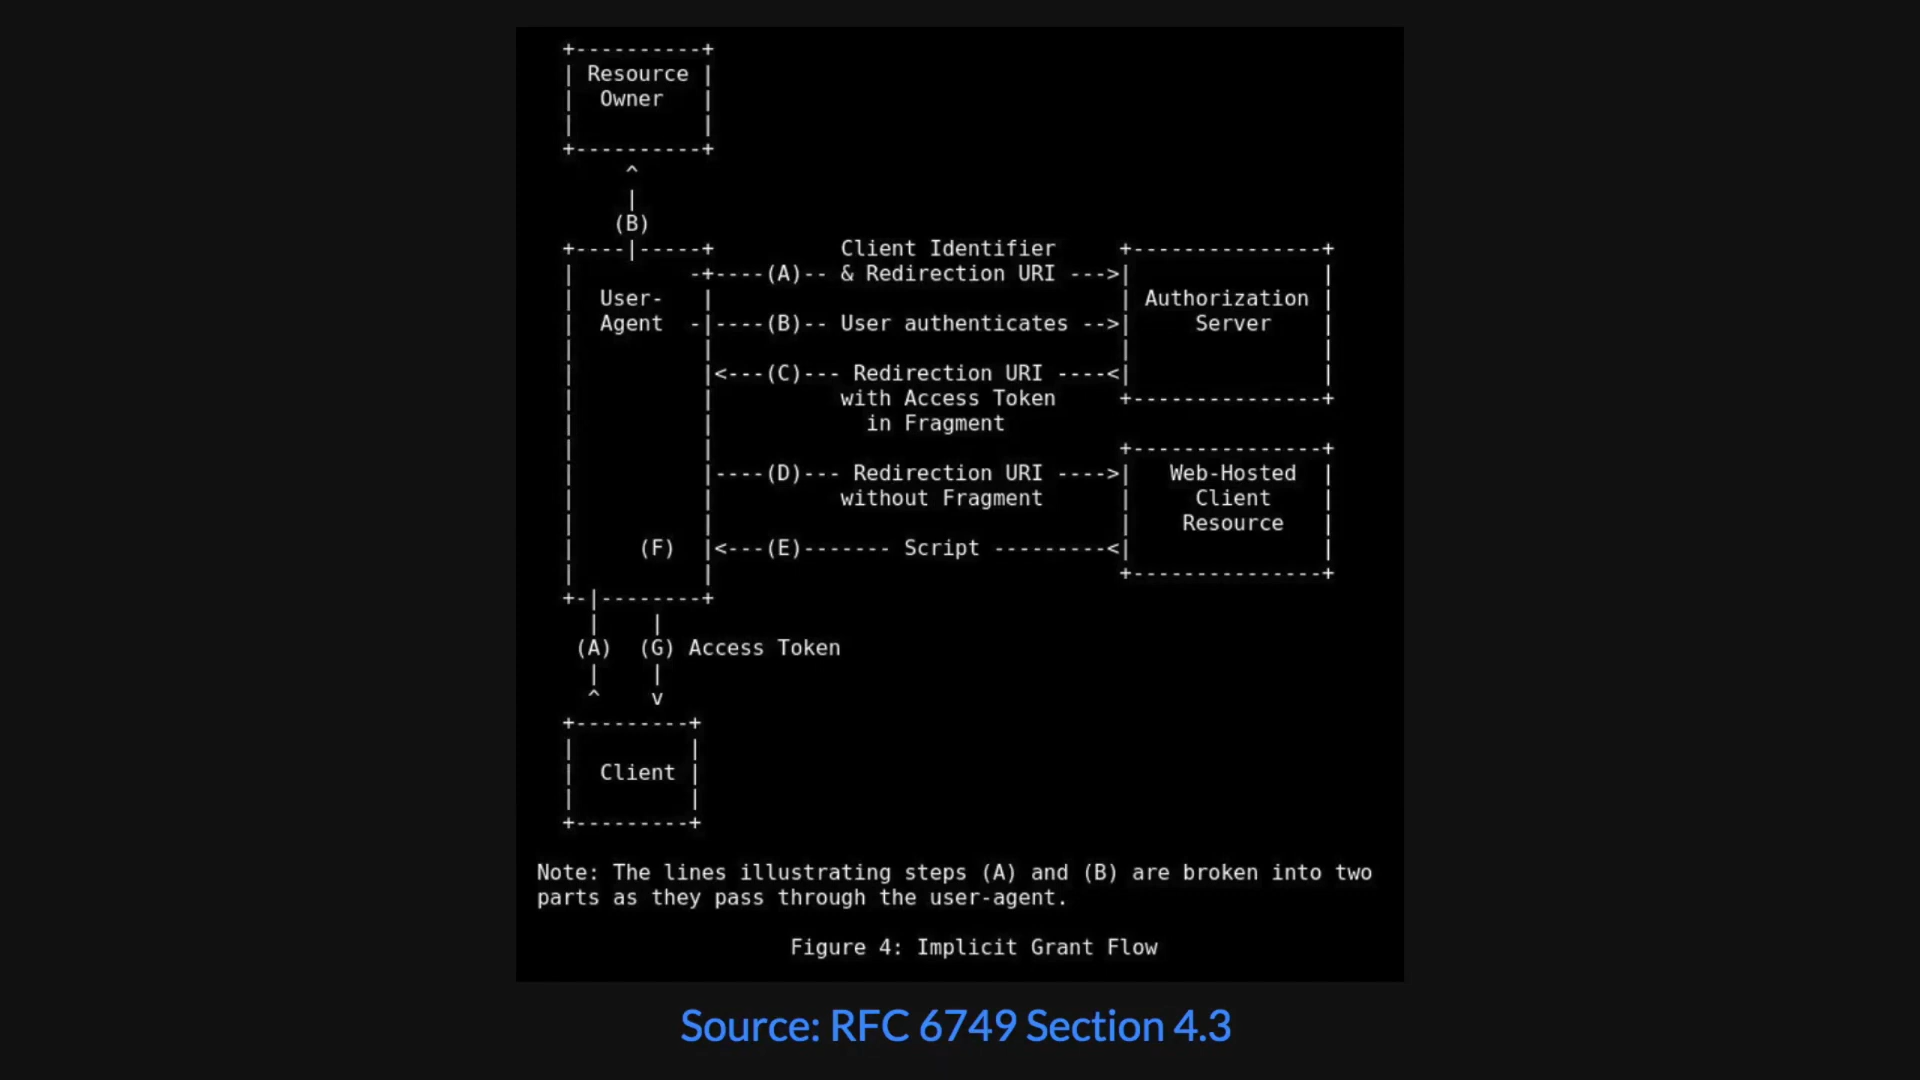 +----------+
| Resource |
|  Owner   |
|          |
+----------+
     ^
     |
    (B)
+----|-----+          Client Identifier     +---------------+
|         -+----(A)-- & Redirection URI --->|               |
|  User-   |                                | Authorization |
|  Agent  -|----(B)-- User authenticates -->|     Server    |
|          |                                |               |
|          |<---(C)--- Redirection URI ----<|               |
|          |          with Access Token     +---------------+
|          |            in Fragment
|          |                                +---------------+
|          |----(D)--- Redirection URI ---->|   Web-Hosted  |
|          |          without Fragment      |     Client    |
|          |                                |    Resource   |
|     (F)  |<---(E)------- Script ---------<|               |
|          |                                +---------------+
+-|--------+
  |    |
 (A)  (G) Access Token
  |    |
  ^    v
+---------+
|         |
|  Client |
|         |
+---------+
Note: The lines illustrating steps (A) and (B) are broken into two
parts as they pass through the user-agent.
Figure 4: Implicit Grant Flow
Source: RFC 6749 Section 4.3